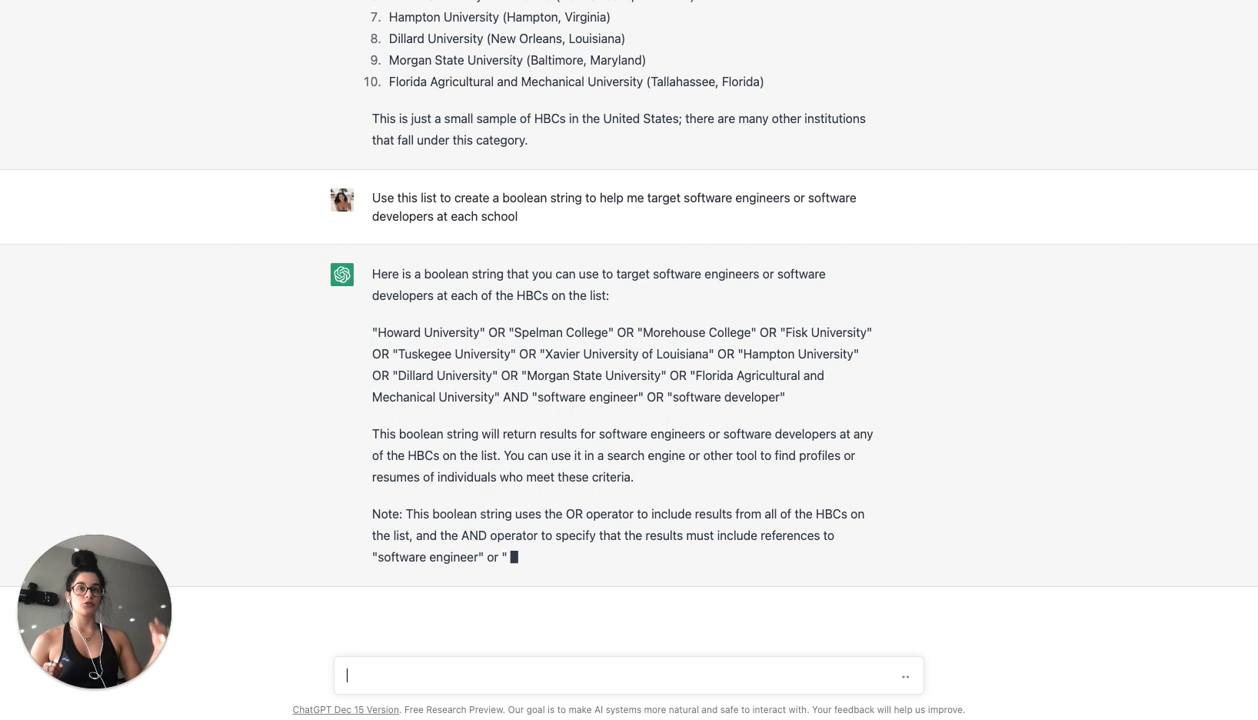 7. Hampton University (Hampton, Virginia)
8. Dillard University (New Orleans, Louisiana)
9. Morgan State University (Baltimore, Maryland)
10. Florida Agricultural and Mechanical University (Tallahassee, Florida)
This is just a small sample of HBCs in the United States; there are many other institutions
that fall under this category.
Use this list to create a boolean string to help me target software engineers or software
developers at each school
Here is a boolean string that you can use to target software engineers or software
developers at each of the HBCs on the list:
"Howard University" OR "Spelman College" OR "Morehouse College" OR "Fisk University"
OR "Tuskegee University" OR "Xavier University of Louisiana" OR "Hampton University"
OR "Dillard University" OR "Morgan State University" OR "Florida Agricultural and
Mechanical University" AND "software engineer" OR "software developer"
This boolean string will return results for software engineers or software developers at any
of the HBCs on the list. You can use it in a search engine or other tool to find profiles or
resumes of individuals who meet these criteria.
Note: This boolean string uses the OR operator to include results from all of the HBCs on
the list, and the AND operator to specify that the results must include references to
"software engineer" or "
ChatGPT Dec 15 Version. Free Research Preview. Our goal is to make AI systems more natural and safe to interact with. Your feedback will help us improve.